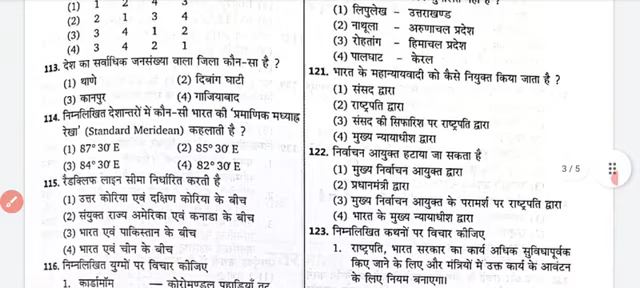 (1) 1 2 4 3
(2) 2 1 3 4
(3) 3 4 1 2
(4) 3 4 2 1
113. देश का सर्वाधिक जनसंख्या वाला जिला कौन-सा है ?
(1) थाणे (2) दिबांग घाटी
(3) कानपुर (4) गाजियाबाद
114. निम्नलिखित देशान्तरों में कौन-सी भारत की 'प्रमाणिक मध्याह्न
रेखा' (Standard Meridean) कहलाती है ?
(1) 87°30′ E (2) 85°30′ E
(3) 84°30′ E (4) 82°30′ E
115. रैडक्लिफ लाइन सीमा निर्धारित करती है
(1) उत्तर कोरिया एवं दक्षिण कोरिया के बीच
(2) संयुक्त राज्य अमेरिका एवं कनाडा के बीच
(3) भारत एवं पाकिस्तान के बीच
(4) भारत एवं चीन के बीच
116. निम्नलिखित युग्मों पर विचार कीजिए
1. कार्डामॉम — कोरोमण्डल पहाड़ियाँ तट
(1) लिपुलेख – उत्तराखण्ड
(2) नाथूला – अरुणाचल प्रदेश
(3) रोहतांग – हिमाचल प्रदेश
(4) पालघाट – केरल
121. भारत के महान्यायवादी को कैसे नियुक्त किया जाता है ?
(1) संसद द्वारा
(2) राष्ट्रपति द्वारा
(3) संसद की सिफारिश पर राष्ट्रपति द्वारा
(4) मुख्य न्यायाधीश द्वारा
122. निर्वाचन आयुक्त हटाया जा सकता है
(1) मुख्य निर्वाचन आयुक्त द्वारा
(2) प्रधानमंत्री द्वारा
(3) मुख्य निर्वाचन आयुक्त के परामर्श पर राष्ट्रपति द्वारा
(4) भारत के मुख्य न्यायाधीश द्वारा
123. निम्नलिखित कथनों पर विचार कीजिए
1. राष्ट्रपति, भारत सरकार का कार्य अधिक सुविधापूर्वक
किए जाने के लिए और मंत्रियों में उक्त कार्य के आवंटन
के लिए नियम बनाएगा।
3 / 5